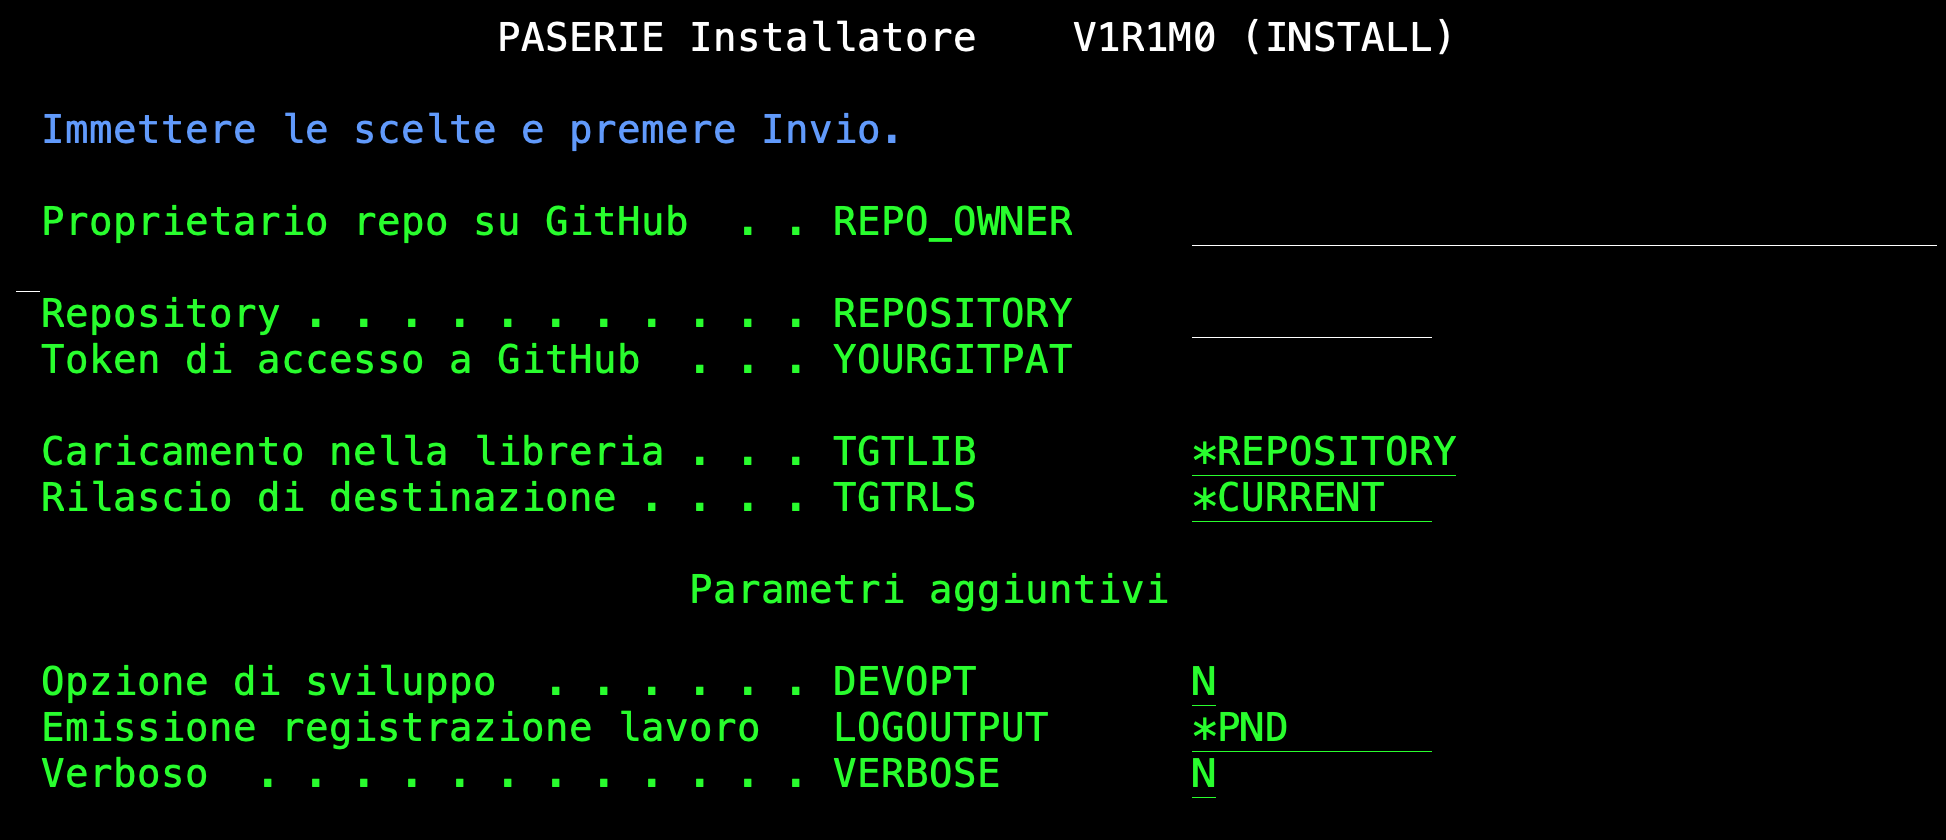 PASERIE Installatore    V1R1M0 (INSTALL)
Immettere le scelte e premere Invio.
Proprietario repo su GitHub  . . REPO_OWNER
Repository . . . . . . . . . . . REPOSITORY
Token di accesso a GitHub  . . . YOURGITPAT
Caricamento nella libreria . . . TGTLIB         *REPOSITORY
Rilascio di destinazione . . . . TGTRLS         *CURRENT
Parametri aggiuntivi
Opzione di sviluppo  . . . . . . DEVOPT         N
Emissione registrazione lavoro   LOGOUTPUT      *PND
Verboso  . . . . . . . . . . . . VERBOSE        N